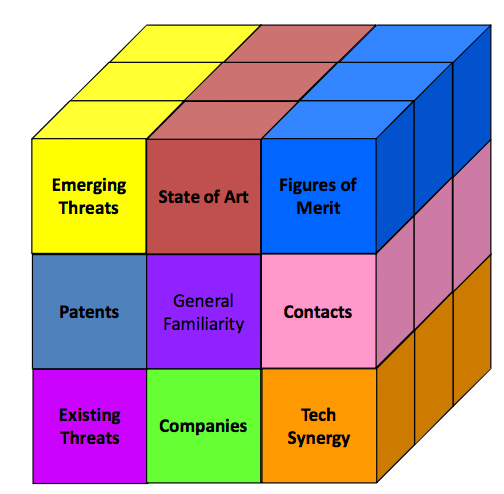 Emerging
Threats
State of Art
Figures of
Merit
Patents
General
Familiarity
Contacts
Existing
Threats
Companies
Tech
Synergy